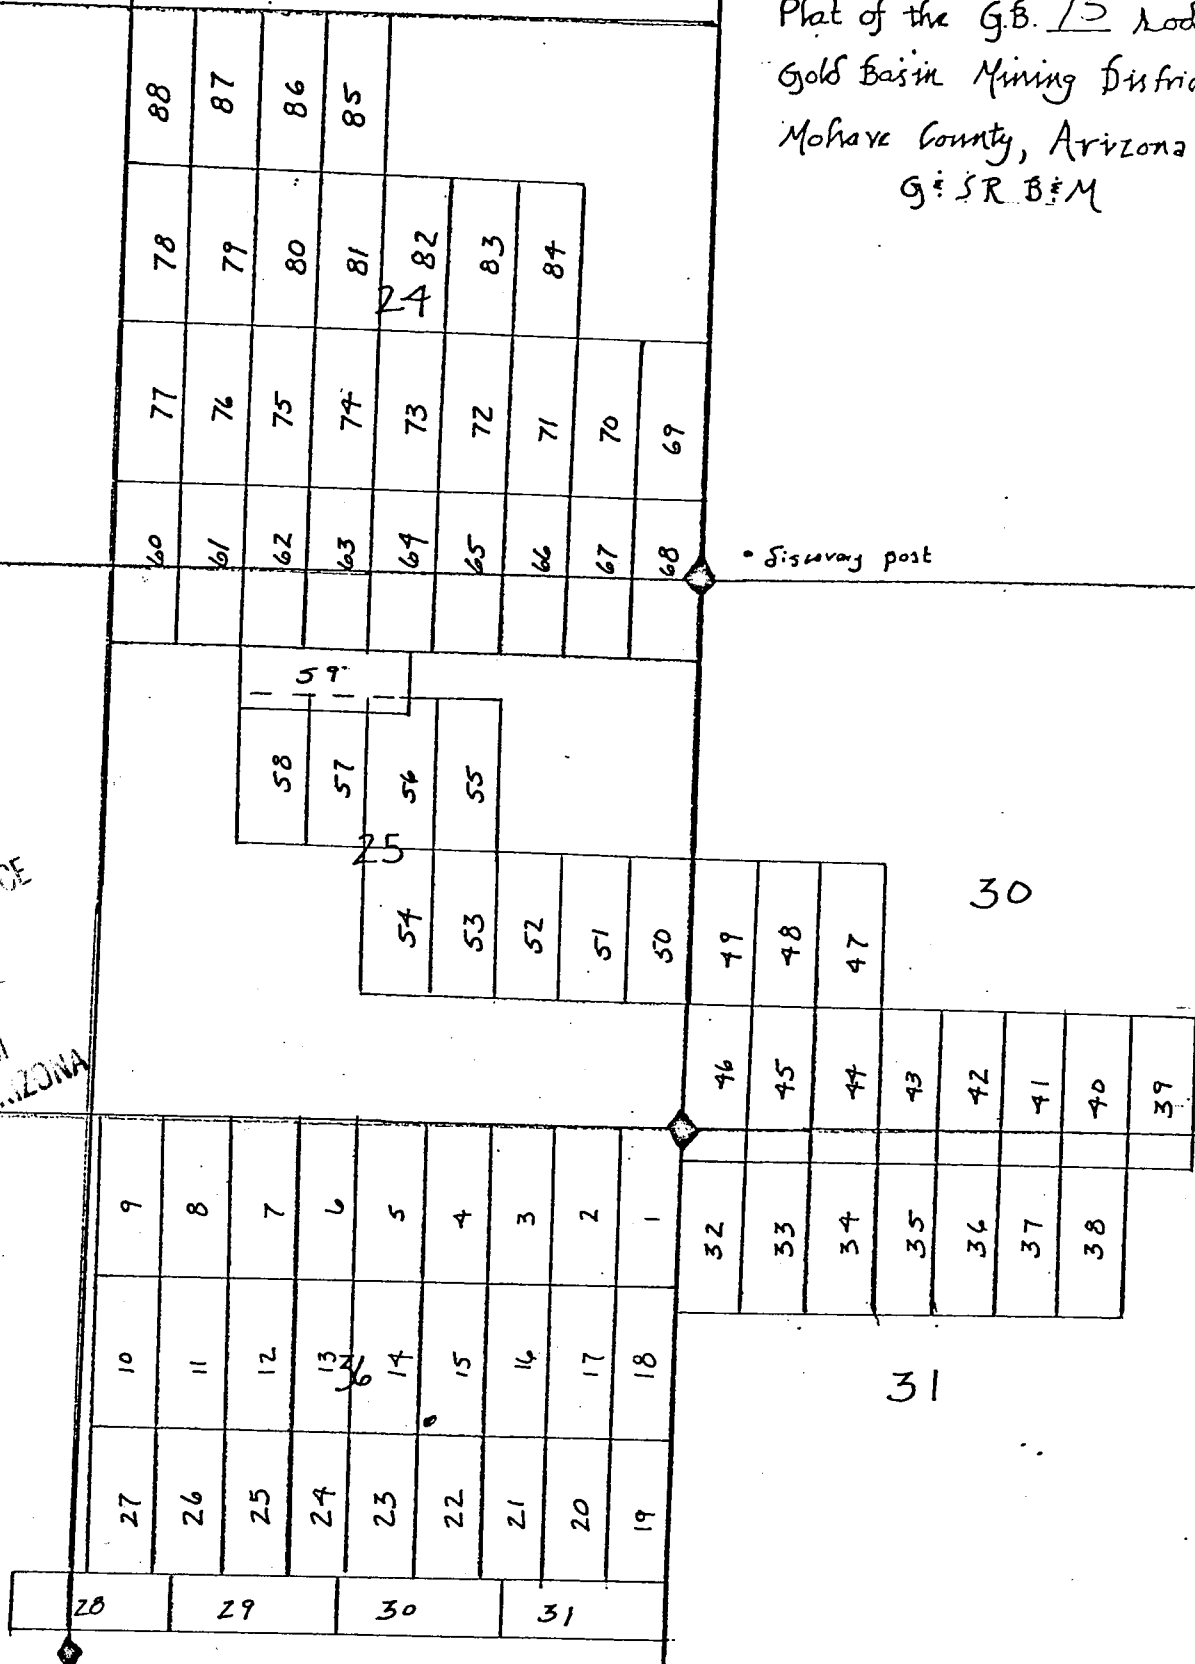 Plat of the G.B. 15
Gold Basin Mining
Mohave County, Arizona
G & S R B & M
88 87 86 85
78 79 80 81 82 83 84
24
77 76 75 74 73 72 71 70 69
60 61 62 63 64 65 66 67 68
• discovery post
59
58 57 56 55
25
30
54 53 52 51 50 49 48 47
46 45 44 43 42 41 40 39
9 8 7 6 5 4 3 2 1
32 33 34 35 36 37 38
10 11 12 13 14 15 16 17 18
36
31
27 26 25 24 23 22 21 20 19
28 29 30 31